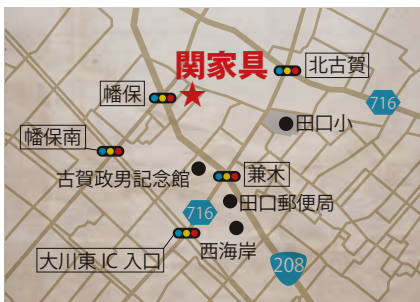 関家具
北古賀
幡保
716
田口小
幡保南
古賀政男記念館
兼木
田口郵便局
716
大川東IC入口
西海岸
208